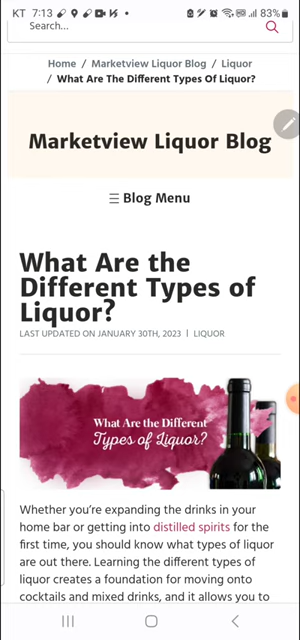 KT 7:13 83%
Search...
Home / Marketview Liquor Blog / Liquor
/ What Are The Different Types Of Liquor?
Marketview Liquor Blog
Blog Menu
What Are the
Different Types of
Liquor?
LAST UPDATED ON JANUARY 30TH, 2023 | LIQUOR
What Are the Different
Types of Liquor?
Whether you're expanding the drinks in your
home bar or getting into distilled spirits for the
first time, you should know what types of liquor
are out there. Learning the different types of
liquor creates a foundation for moving onto
cocktails and mixed drinks, and it allows you to